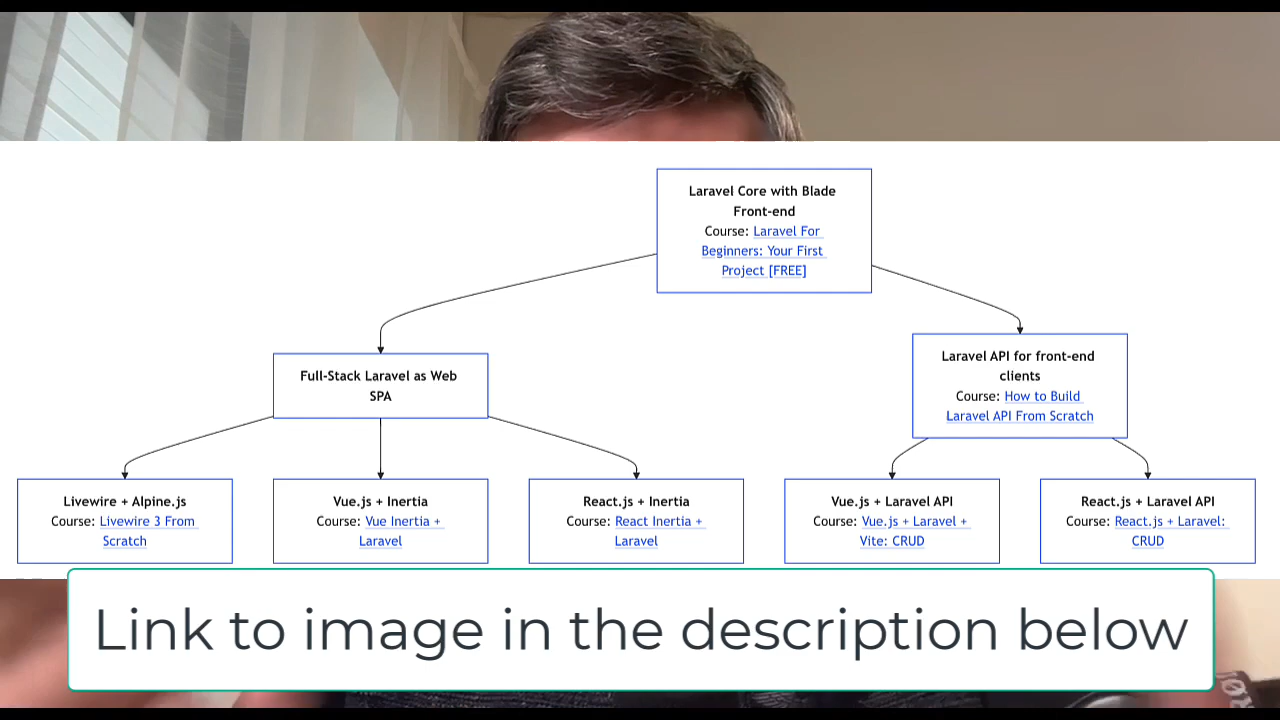 Laravel Core with Blade
Front-end
Course: Laravel For
Beginners: Your First
Project [FREE]
Full-Stack Laravel as Web
SPA
Laravel API for front-end
clients
Course: How to Build
Laravel API From Scratch
Livewire + Alpine.js
Course: Livewire 3 From
Scratch
Vue.js + Inertia
Course: Vue Inertia +
Laravel
React.js + Inertia
Course: React Inertia +
Laravel
Vue.js + Laravel API
Course: Vue.js + Laravel +
Vite: CRUD
React.js + Laravel API
Course: React.js + Laravel:
CRUD
Link to image in the description below